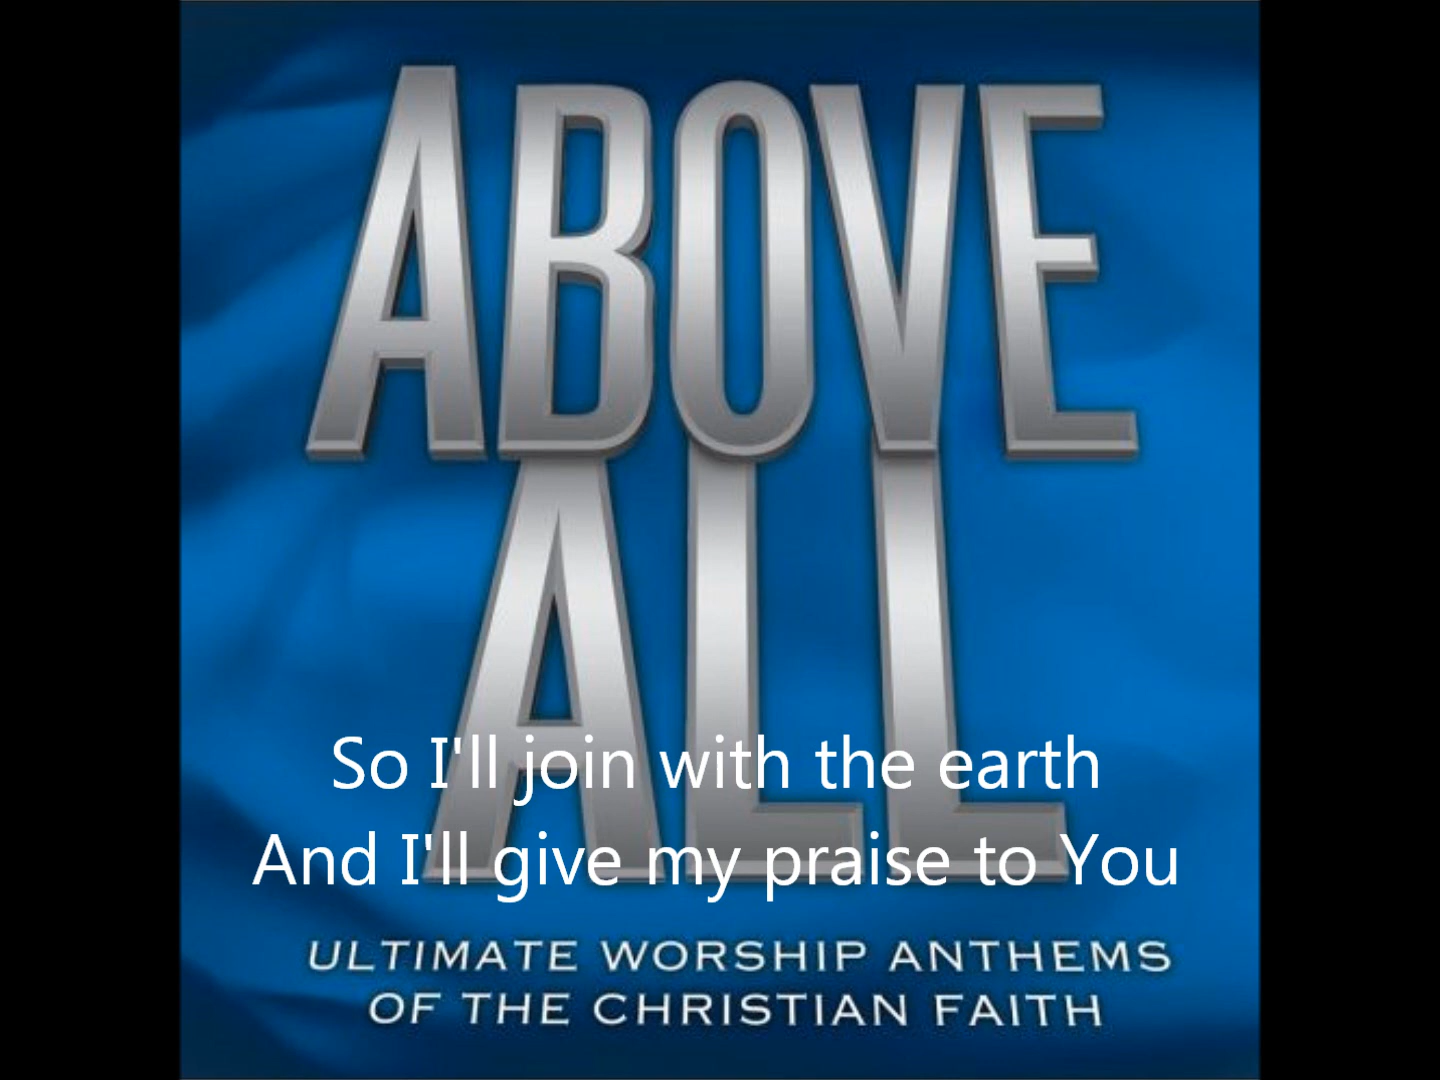 ABOVE
ALL
So I'll join with the earth
And I'll give my praise to You
ULTIMATE WORSHIP ANTHEMS
OF THE CHRISTIAN FAITH